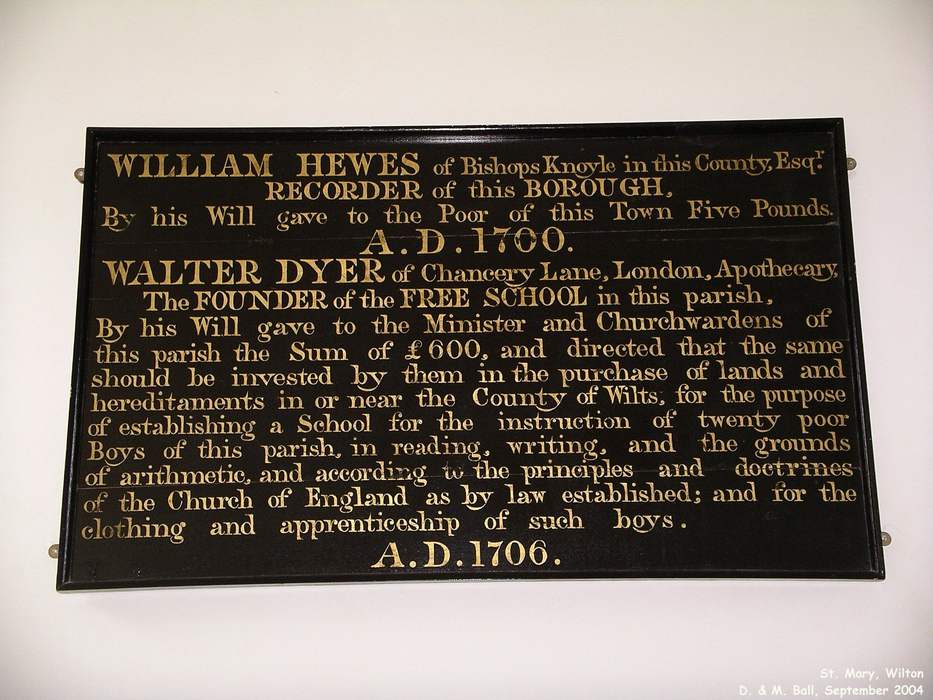 WILLIAM HEWES of Bishops Knoyle in this County, Esqr.
RECORDER of this BOROUGH,
By his Will gave to the Poor of this Town Five Pounds.
A.D. 1700.
WALTER DYER of Chancery Lane, London, Apothecary,
The FOUNDER of the FREE SCHOOL in this parish,
By his Will gave to the Minister and Churchwardens of
this parish the Sum of £600, and directed that the same
should be invested by them in the purchase of lands and
hereditaments in or near the County of Wilts, for the purpose
of establishing a School for the instruction of twenty poor
Boys of this parish, in reading, writing, and the grounds
of arithmetic, and according to the principles and doctrines
of the Church of England as by law established; and for the
clothing and apprenticeship of such boys.
A.D. 1706.
St. Mary, Wilton
D. & M. Ball, September 2004